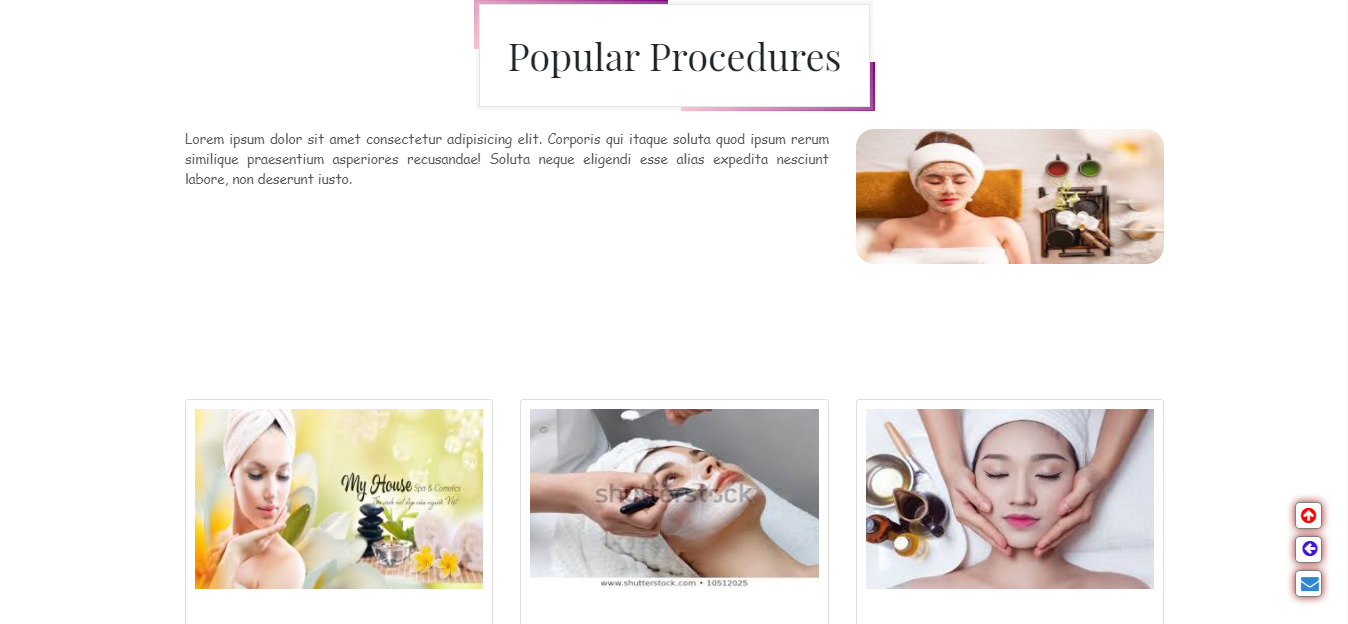 Popular Procedures
Lorem ipsum dolor sit amet consectetur adipisicing elit. Corporis qui itaque soluta quod ipsum rerum
similique praesentium asperiores recusandae! Soluta neque eligendi esse alias expedita nesciunt
labore, non deserunt iusto.
My House Spa & Cometics
shutterstock
www.shutterstock.com • 10512025